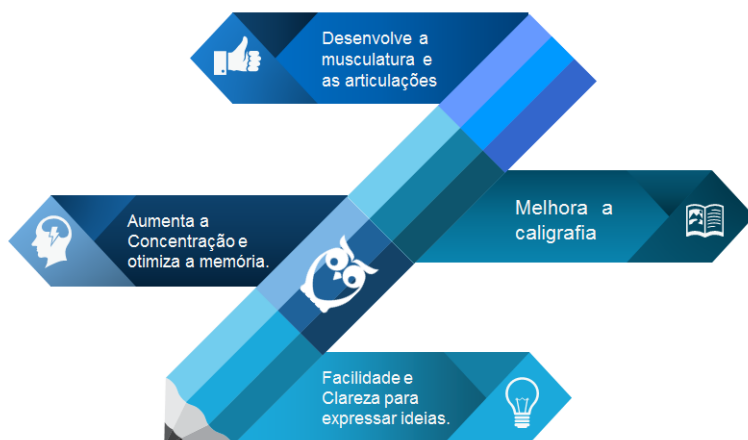 Desenvolve a
musculatura e
as articulações
Aumenta a
Concentração e
otimiza a memória.
Melhora a
caligrafia
Facilidade e
Clareza para
expressar ideias.